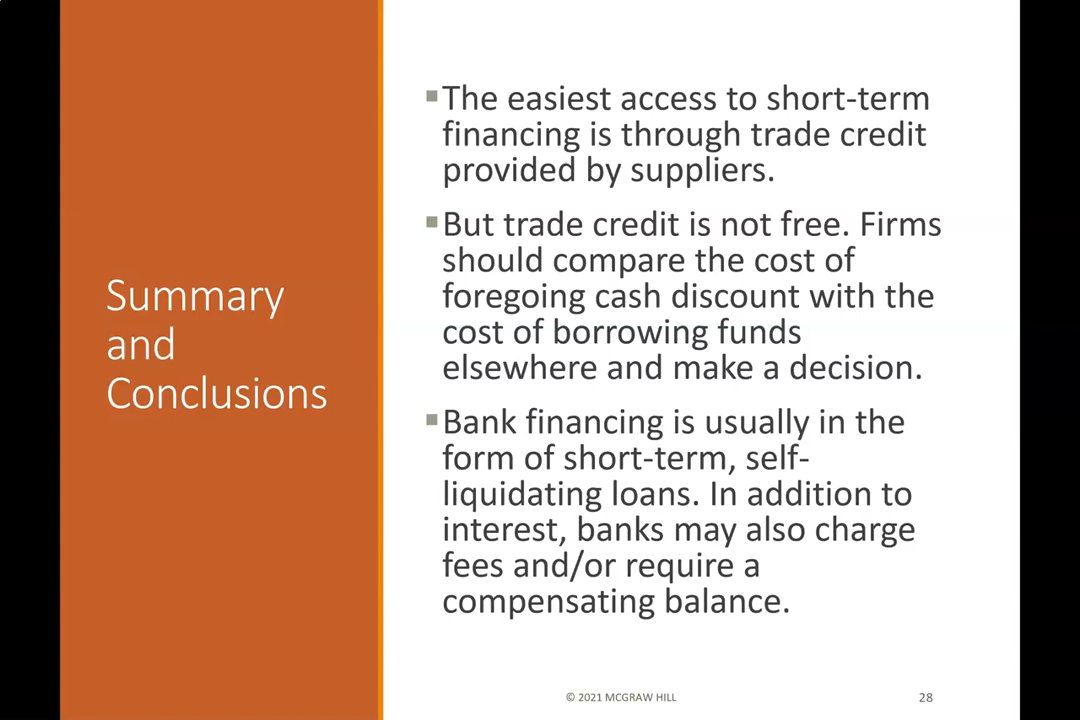 Summary
and
Conclusions
▪The easiest access to short-term
financing is through trade credit
provided by suppliers.
▪But trade credit is not free. Firms
should compare the cost of
foregoing cash discount with the
cost of borrowing funds
elsewhere and make a decision.
▪Bank financing is usually in the
form of short-term, self-
liquidating loans. In addition to
interest, banks may also charge
fees and/or require a
compensating balance.
© 2021 MCGRAW HILL
28